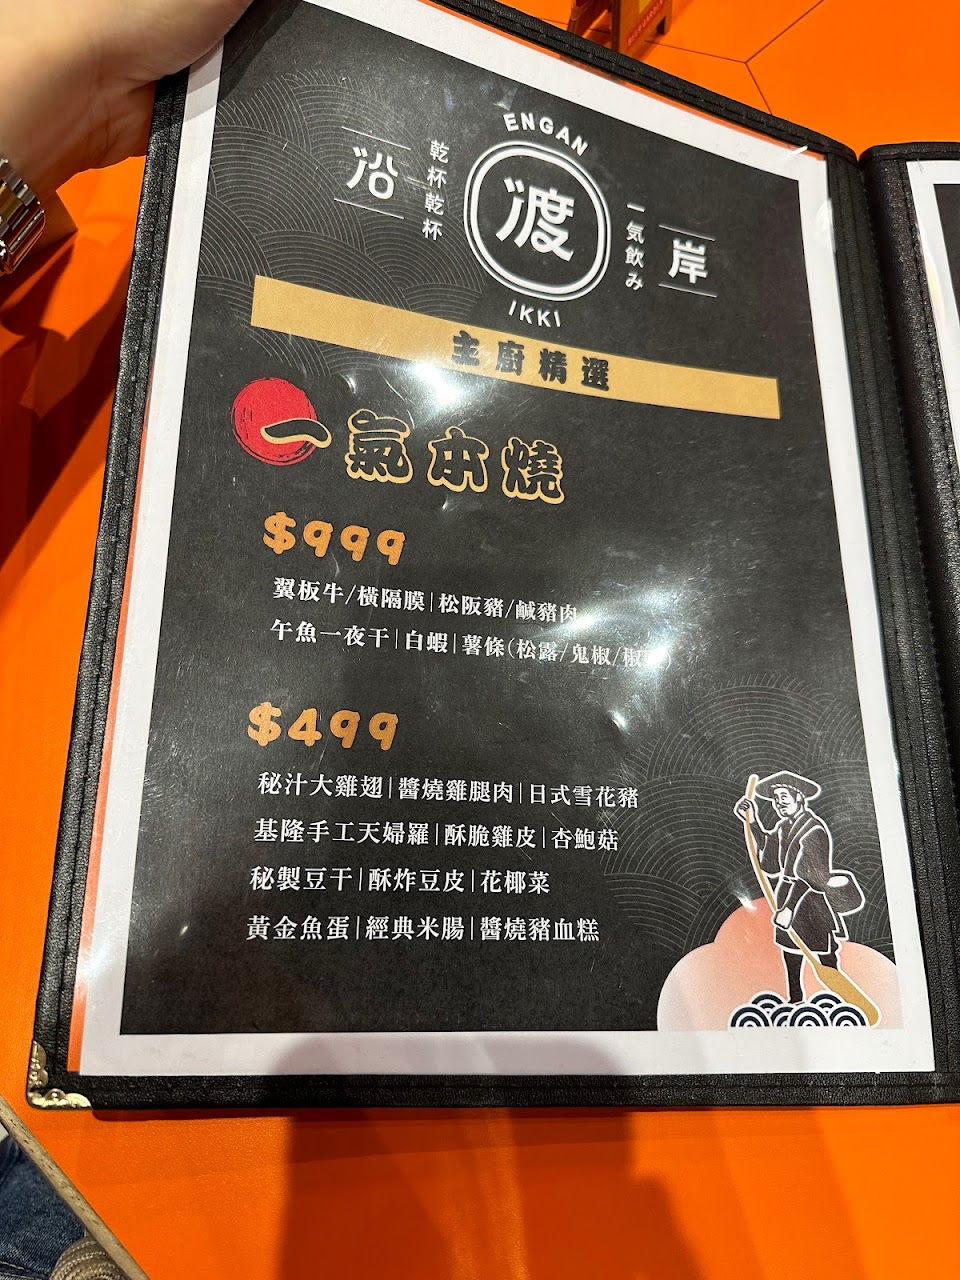 ENGAN
沿
乾杯乾杯
渡
一気飲み
岸
IKKI
主廚精選
一氣本燒
$999
翼板牛/橫隔膜|松阪豬/鹹豬肉
午魚一夜干|白蝦|薯條(松露/鬼椒/椒
$499
秘汁大雞翅|醬燒雞腿肉|日式雪花豬
基隆手工天婦羅|酥脆雞皮|杏鮑菇
秘製豆干|酥炸豆皮|花椰菜
黃金魚蛋|經典米腸|醬燒豬血糕